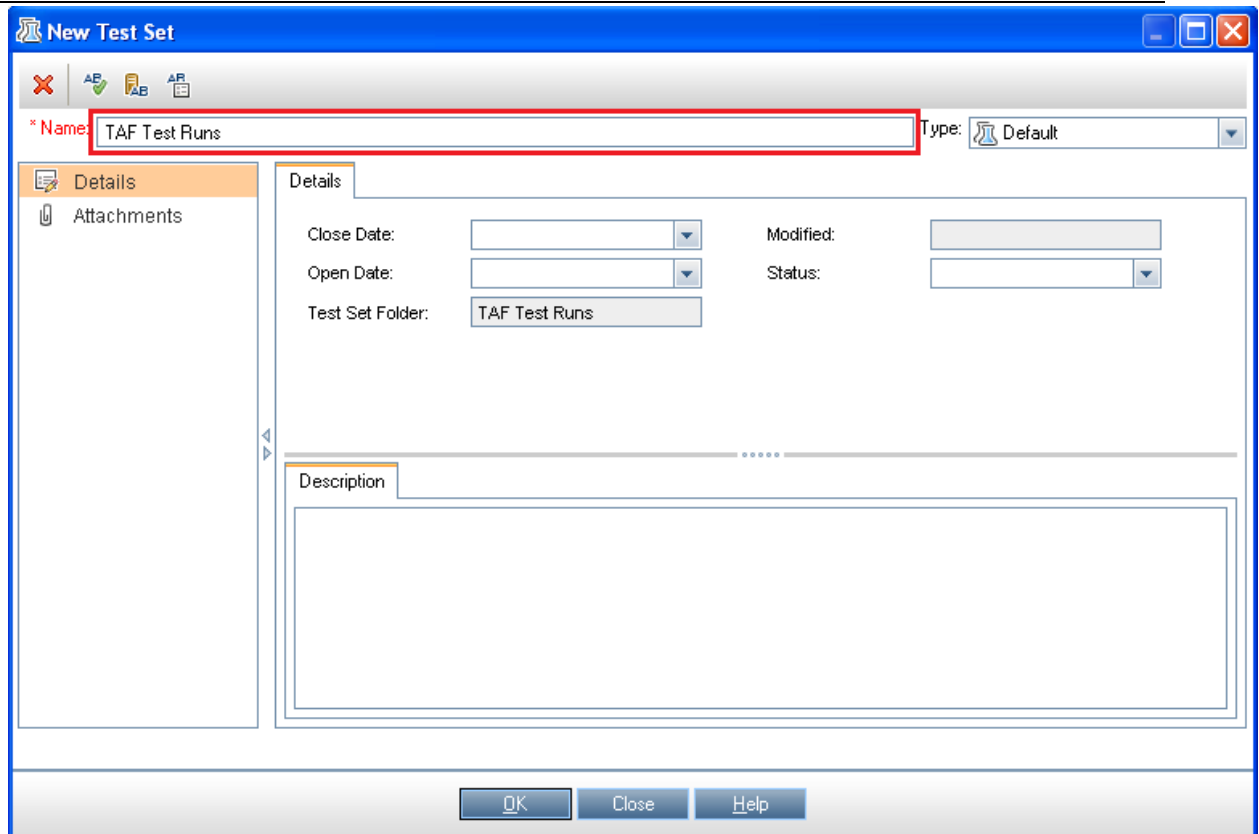 New Test Set
* Name: TAF Test Runs Type: Default
Details
Attachments
Details
Close Date: Modified:
Open Date: Status:
Test Set Folder: TAF Test Runs
Description
OK Close Help